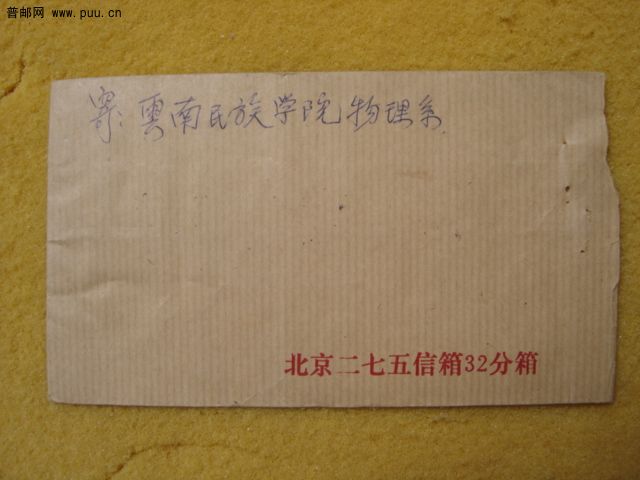 普邮网 www.puu.cn
寄: 雲南民族学院物理系
北京二七五信箱32分箱